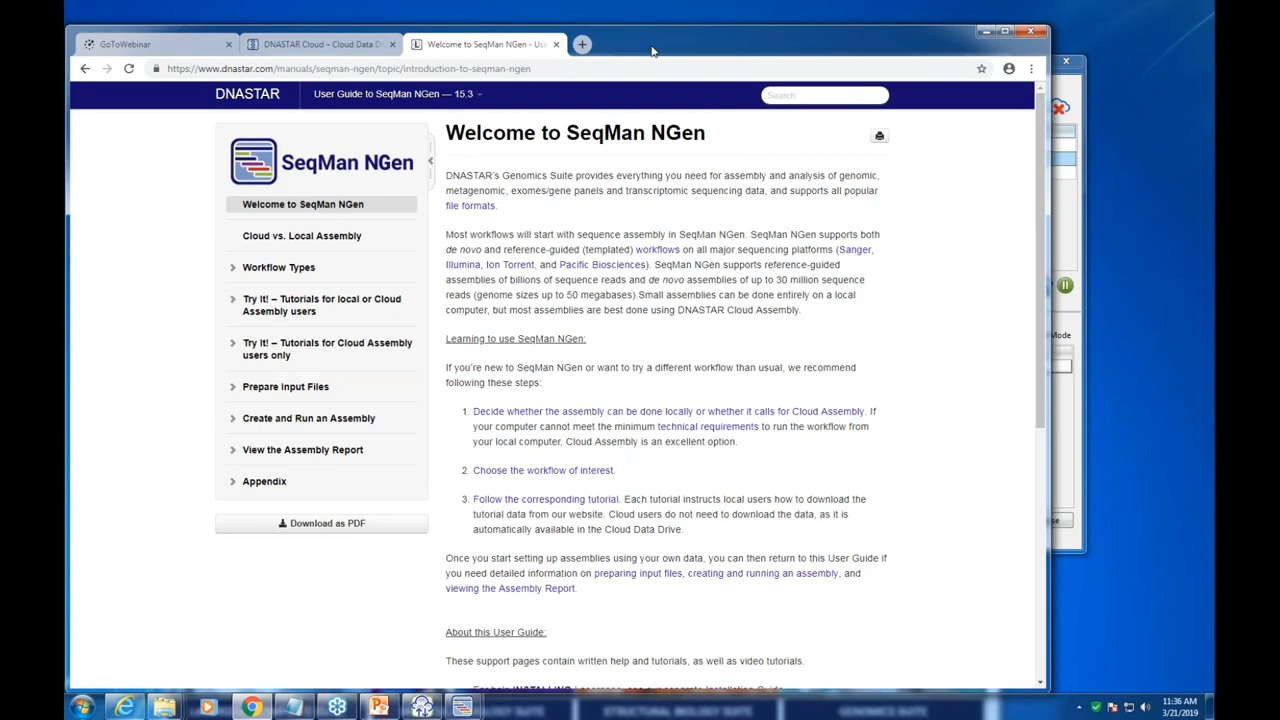 GoToWebinar
DNASTAR Cloud – Cloud Data D
Welcome to SeqMan NGen - Use
https://www.dnastar.com/manuals/seqman-ngen/topic/introduction-to-seqman-ngen
DNASTAR
User Guide to SeqMan NGen — 15.3
Search
SeqMan NGen
Welcome to SeqMan NGen
Cloud vs. Local Assembly
Workflow Types
Try It! – Tutorials for local or Cloud
Assembly users
Try It! – Tutorials for Cloud Assembly
users only
Prepare Input Files
Create and Run an Assembly
View the Assembly Report
Appendix
Download as PDF
Welcome to SeqMan NGen
DNASTAR's Genomics Suite provides everything you need for assembly and analysis of genomic,
metagenomic, exomes/gene panels and transcriptomic sequencing data, and supports all popular
file formats.
Most workflows will start with sequence assembly in SeqMan NGen. SeqMan NGen supports both
de novo and reference-guided (templated) workflows on all major sequencing platforms (Sanger,
Illumina, Ion Torrent, and Pacific Biosciences). SeqMan NGen supports reference-guided
assemblies of billions of sequence reads and de novo assemblies of up to 30 million sequence
reads (genome sizes up to 50 megabases).Small assemblies can be done entirely on a local
computer, but most assemblies are best done using DNASTAR Cloud Assembly.
Learning to use SeqMan NGen:
If you're new to SeqMan NGen or want to try a different workflow than usual, we recommend
following these steps:
1. Decide whether the assembly can be done locally or whether it calls for Cloud Assembly. If
your computer cannot meet the minimum technical requirements to run the workflow from
your local computer, Cloud Assembly is an excellent option.
2. Choose the workflow of interest.
3. Follow the corresponding tutorial. Each tutorial instructs local users how to download the
tutorial data from our website. Cloud users do not need to download the data, as it is
automatically available in the Cloud Data Drive.
Once you start setting up assemblies using your own data, you can then return to this User Guide if
you need detailed information on preparing input files, creating and running an assembly, and
viewing the Assembly Report.
About this User Guide:
These support pages contain written help and tutorials, as well as video tutorials.
Mode
STRUCTURAL BIOLOGY SUITE
GENOMICS SUITE
11:36 AM
3/21/2019